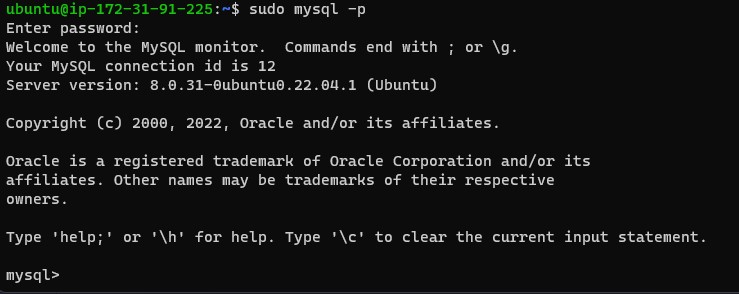 ubuntu@ip-172-31-91-225:~$ sudo mysql -p
Enter password:
Welcome to the MySQL monitor.  Commands end with ; or \g.
Your MySQL connection id is 12
Server version: 8.0.31-0ubuntu0.22.04.1 (Ubuntu)

Copyright (c) 2000, 2022, Oracle and/or its affiliates.

Oracle is a registered trademark of Oracle Corporation and/or its
affiliates. Other names may be trademarks of their respective
owners.

Type 'help;' or '\h' for help. Type '\c' to clear the current input statement.

mysql>